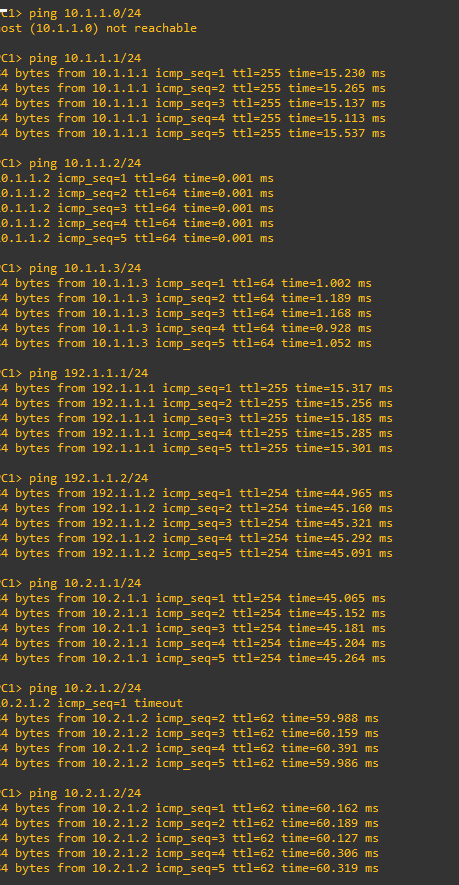 C1> ping 10.1.1.0/24
ost (10.1.1.0) not reachable
C1> ping 10.1.1.1/24
4 bytes from 10.1.1.1 icmp_seq=1 ttl=255 time=15.230 ms
4 bytes from 10.1.1.1 icmp_seq=2 ttl=255 time=15.265 ms
4 bytes from 10.1.1.1 icmp_seq=3 ttl=255 time=15.137 ms
4 bytes from 10.1.1.1 icmp_seq=4 ttl=255 time=15.113 ms
4 bytes from 10.1.1.1 icmp_seq=5 ttl=255 time=15.537 ms
C1> ping 10.1.1.2/24
0.1.1.2 icmp_seq=1 ttl=64 time=0.001 ms
0.1.1.2 icmp_seq=2 ttl=64 time=0.001 ms
0.1.1.2 icmp_seq=3 ttl=64 time=0.001 ms
0.1.1.2 icmp_seq=4 ttl=64 time=0.001 ms
0.1.1.2 icmp_seq=5 ttl=64 time=0.001 ms
C1> ping 10.1.1.3/24
4 bytes from 10.1.1.3 icmp_seq=1 ttl=64 time=1.002 ms
4 bytes from 10.1.1.3 icmp_seq=2 ttl=64 time=1.189 ms
4 bytes from 10.1.1.3 icmp_seq=3 ttl=64 time=1.168 ms
4 bytes from 10.1.1.3 icmp_seq=4 ttl=64 time=0.928 ms
4 bytes from 10.1.1.3 icmp_seq=5 ttl=64 time=1.052 ms
C1> ping 192.1.1.1/24
4 bytes from 192.1.1.1 icmp_seq=1 ttl=255 time=15.317 ms
4 bytes from 192.1.1.1 icmp_seq=2 ttl=255 time=15.256 ms
4 bytes from 192.1.1.1 icmp_seq=3 ttl=255 time=15.185 ms
4 bytes from 192.1.1.1 icmp_seq=4 ttl=255 time=15.285 ms
4 bytes from 192.1.1.1 icmp_seq=5 ttl=255 time=15.301 ms
C1> ping 192.1.1.2/24
4 bytes from 192.1.1.2 icmp_seq=1 ttl=254 time=44.965 ms
4 bytes from 192.1.1.2 icmp_seq=2 ttl=254 time=45.160 ms
4 bytes from 192.1.1.2 icmp_seq=3 ttl=254 time=45.321 ms
4 bytes from 192.1.1.2 icmp_seq=4 ttl=254 time=45.292 ms
4 bytes from 192.1.1.2 icmp_seq=5 ttl=254 time=45.091 ms
C1> ping 10.2.1.1/24
4 bytes from 10.2.1.1 icmp_seq=1 ttl=254 time=45.065 ms
4 bytes from 10.2.1.1 icmp_seq=2 ttl=254 time=45.152 ms
4 bytes from 10.2.1.1 icmp_seq=3 ttl=254 time=45.181 ms
4 bytes from 10.2.1.1 icmp_seq=4 ttl=254 time=45.204 ms
4 bytes from 10.2.1.1 icmp_seq=5 ttl=254 time=45.264 ms
C1> ping 10.2.1.2/24
0.2.1.2 icmp_seq=1 timeout
4 bytes from 10.2.1.2 icmp_seq=2 ttl=62 time=59.988 ms
4 bytes from 10.2.1.2 icmp_seq=3 ttl=62 time=60.159 ms
4 bytes from 10.2.1.2 icmp_seq=4 ttl=62 time=60.391 ms
4 bytes from 10.2.1.2 icmp_seq=5 ttl=62 time=59.986 ms
C1> ping 10.2.1.2/24
4 bytes from 10.2.1.2 icmp_seq=1 ttl=62 time=60.162 ms
4 bytes from 10.2.1.2 icmp_seq=2 ttl=62 time=60.189 ms
4 bytes from 10.2.1.2 icmp_seq=3 ttl=62 time=60.127 ms
4 bytes from 10.2.1.2 icmp_seq=4 ttl=62 time=60.306 ms
4 bytes from 10.2.1.2 icmp_seq=5 ttl=62 time=60.319 ms